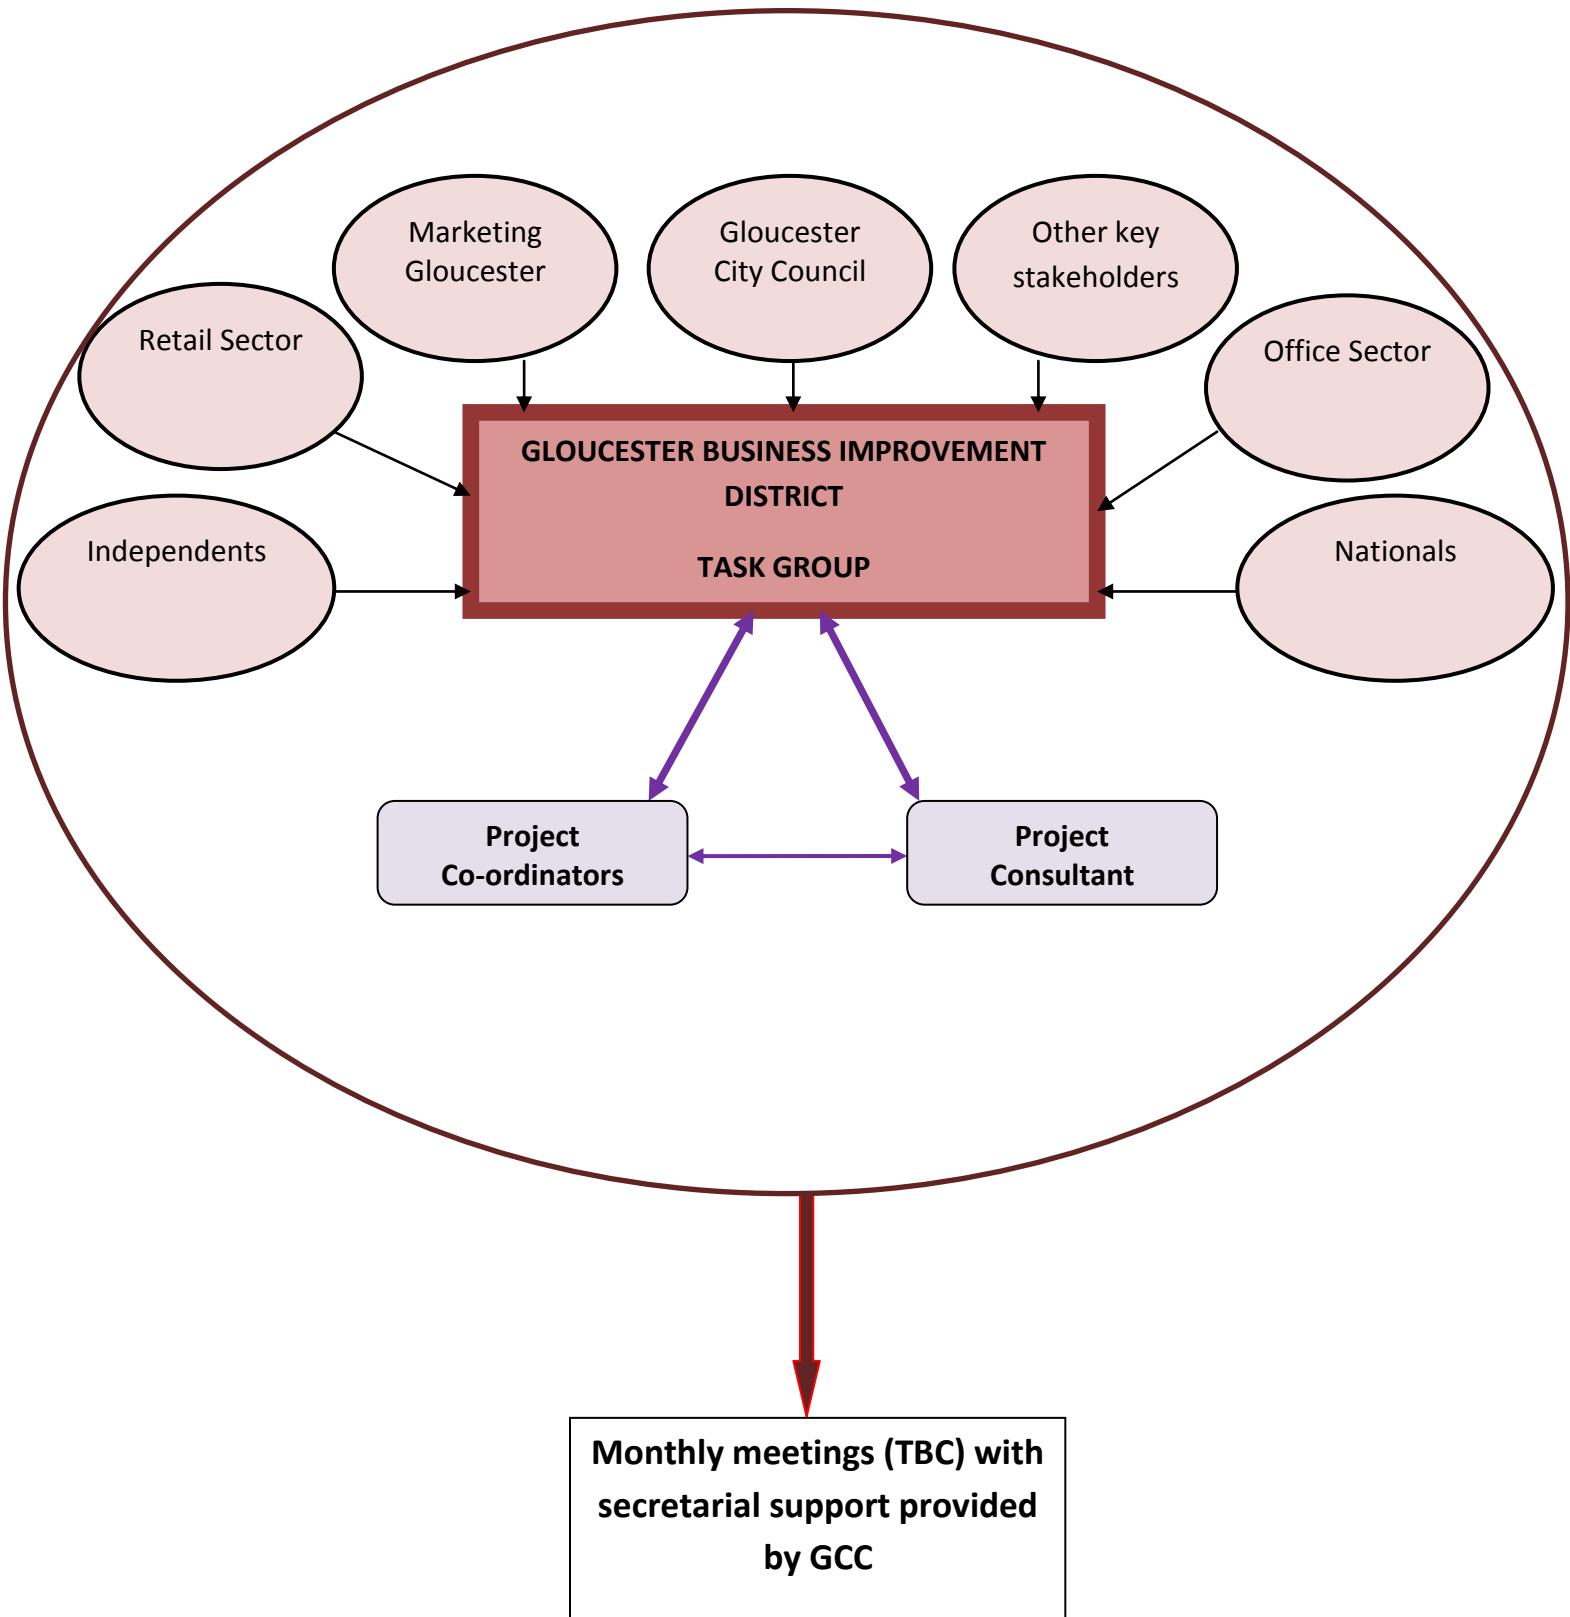 Marketing
Gloucester
Gloucester
City Council
Other key
stakeholders
Retail Sector
Office Sector
GLOUCESTER BUSINESS IMPROVEMENT
DISTRICT
TASK GROUP
Independents
Nationals
Project
Co-ordinators
Project
Consultant
Monthly meetings (TBC) with
secretarial support provided
by GCC